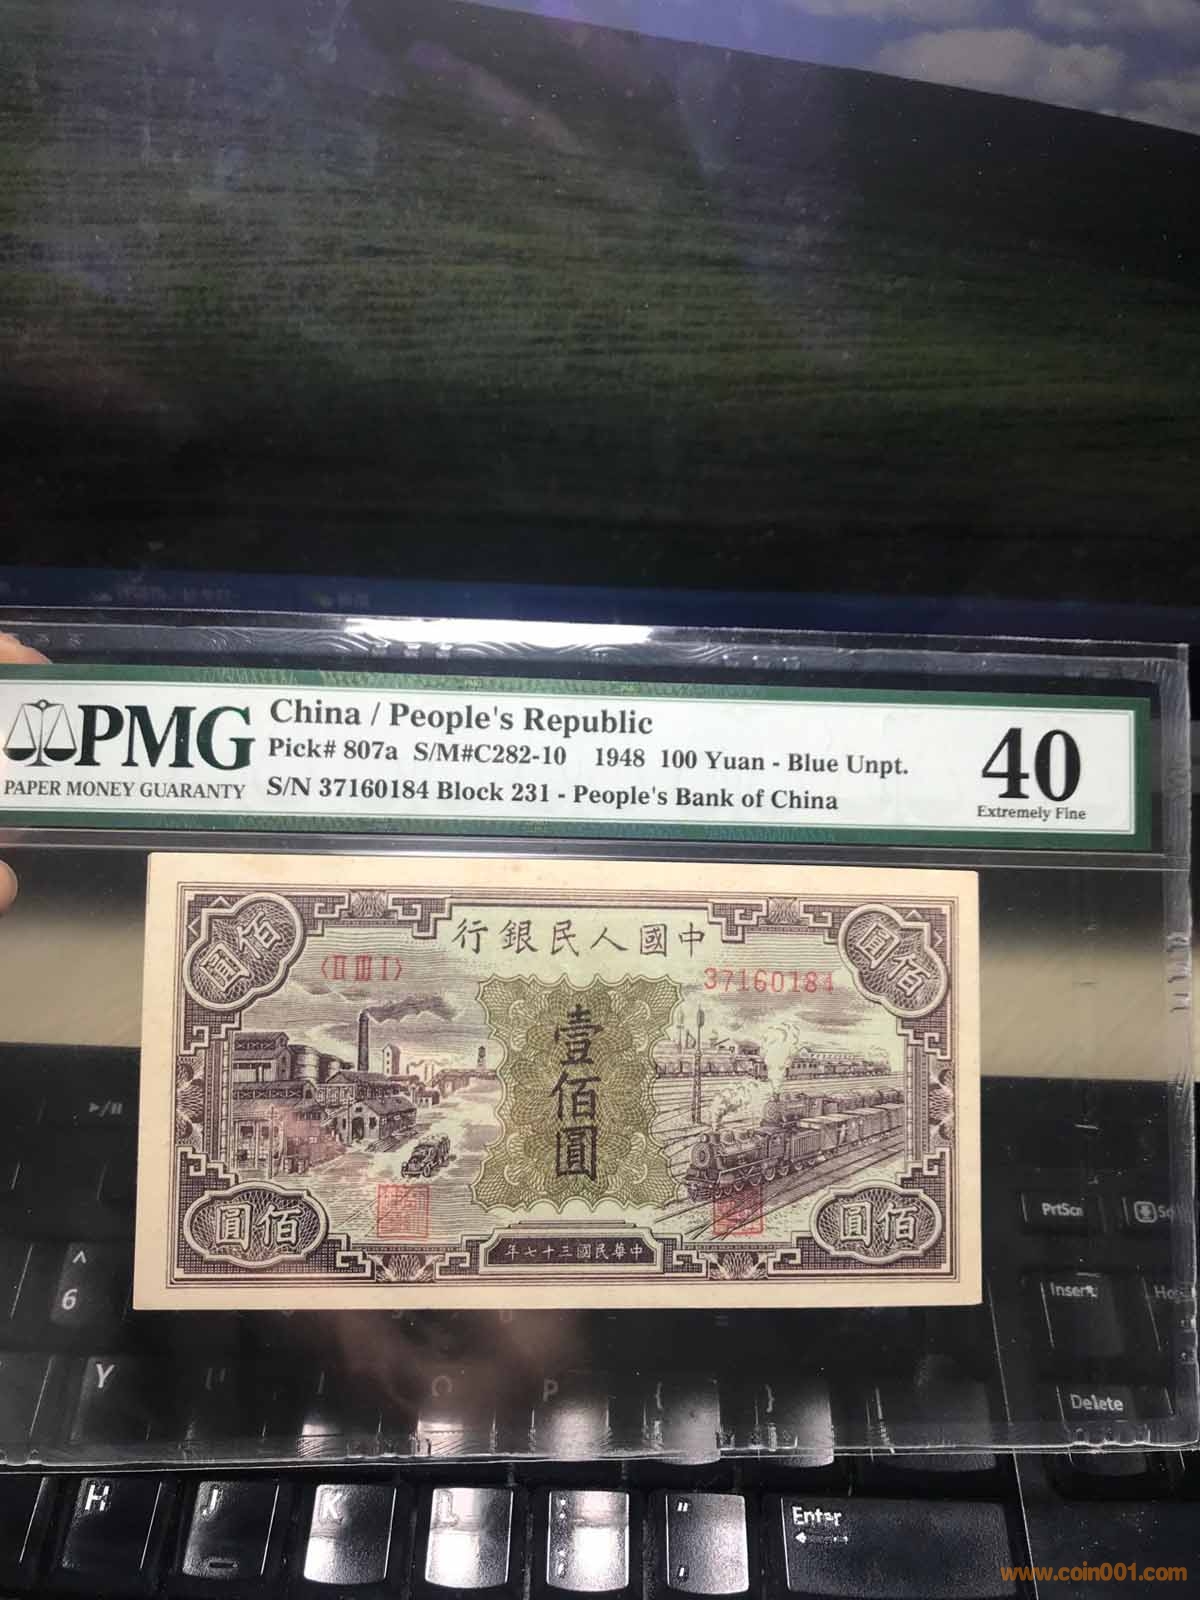 PMG
PAPER MONEY GUARANTY
China / People's Republic
Pick# 807a S/M#C282-10 1948 100 Yuan - Blue Unpt.
S/N 37160184 Block 231 - People's Bank of China
40
Extremely Fine
行銀民人國中
〈II III I〉
37160184
圓佰
圓佰
壹佰圓
圓佰
圓佰
年七十三國民華中
PrtScn
Insert
Delete
^
6
Y
P
H
J
K
L
:
;
"
Enter
www.coin001.com